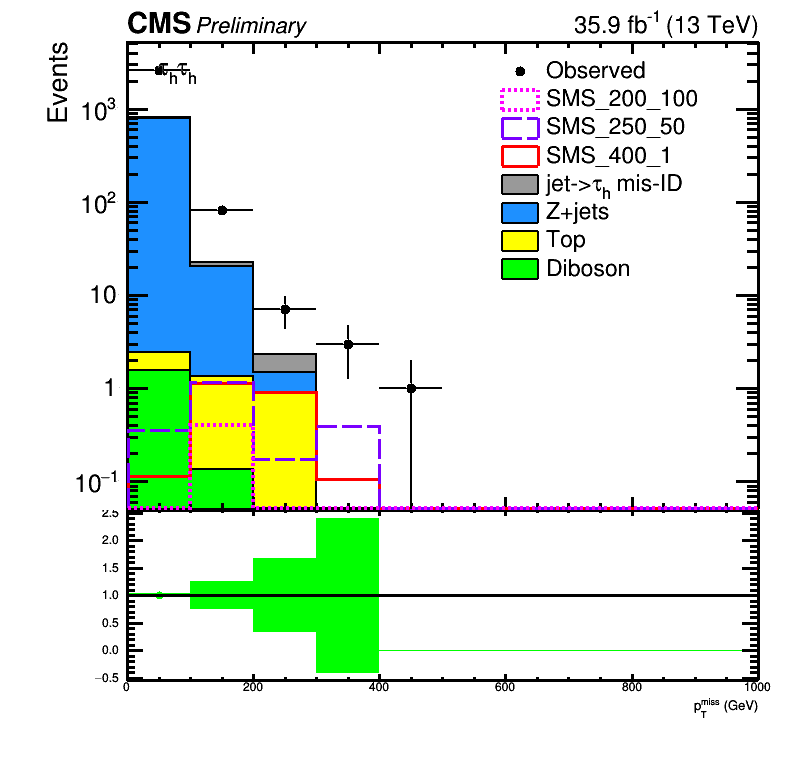 CMS Preliminary 35.9 fb⁻¹ (13 TeV)
Events
τhτh
Observed
SMS_200_100
SMS_250_50
SMS_400_1
jet->τh mis-ID
Z+jets
Top
Diboson
10³
10²
10
1
10⁻¹
2.5
2.0
1.5
1.0
0.5
0.0
−0.5
0 200 400 600 800 1000
pTmiss (GeV)